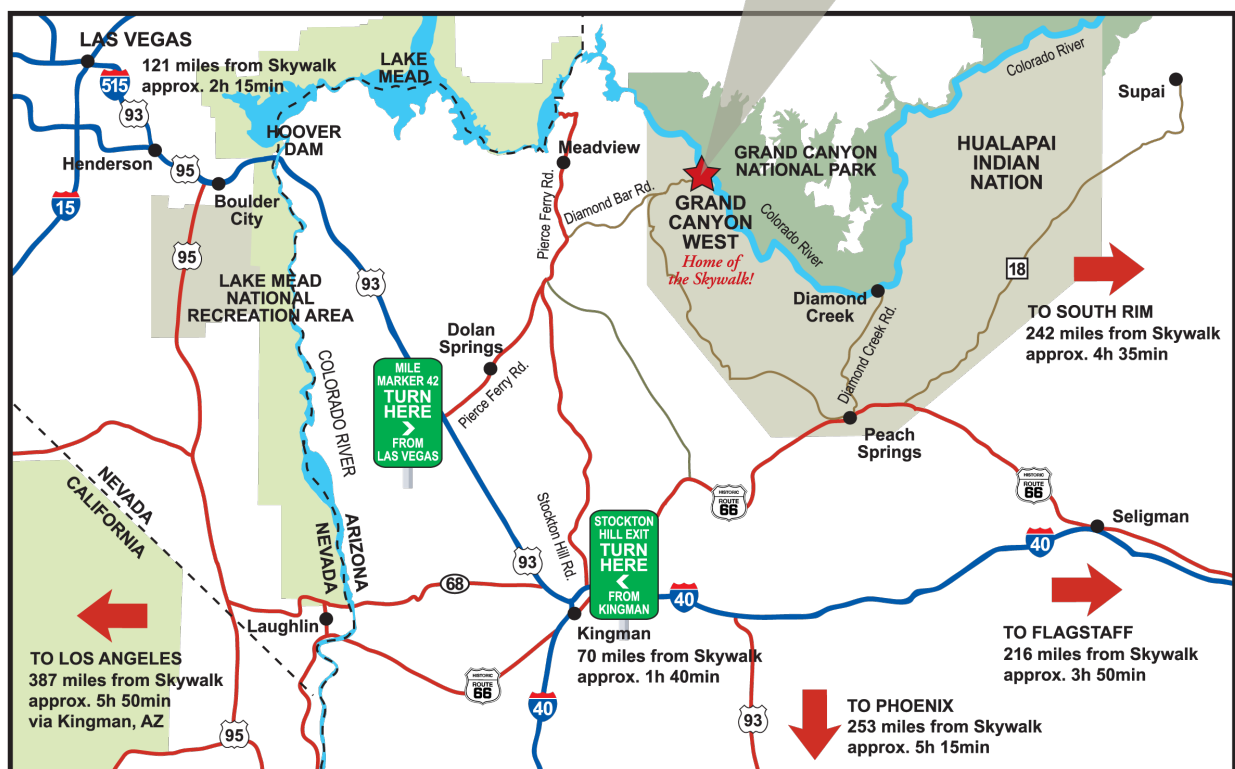 LAS VEGAS
121 miles from Skywalk
approx. 2h 15min
515
93
Henderson
95
15
HOOVER
DAM
Boulder
City
95
LAKE
MEAD
LAKE MEAD
NATIONAL
RECREATION AREA
93
Meadview
Pierce Ferry Rd.
Diamond Bar Rd.
GRAND CANYON
NATIONAL PARK
GRAND
CANYON
WEST
Home of
the Skywalk!
Colorado River
Colorado River
Supai
HUALAPAI
INDIAN
NATION
18
TO SOUTH RIM
242 miles from Skywalk
approx. 4h 35min
Diamond
Creek
Diamond Creek Rd.
Peach
Springs
Dolan
Springs
Pierce Ferry Rd.
MILE
MARKER 42
TURN
HERE
>
FROM
LAS VEGAS
COLORADO RIVER
NEVADA
CALIFORNIA
ARIZONA
NEVADA
Stockton Hill Rd.
STOCKTON
HILL EXIT
TURN
HERE
<
FROM
KINGMAN
HISTORIC
ROUTE
66
HISTORIC
ROUTE
66
Seligman
40
93
68
40
Laughlin
Kingman
70 miles from Skywalk
approx. 1h 40min
HISTORIC
ROUTE
66
40
TO LOS ANGELES
387 miles from Skywalk
approx. 5h 50min
via Kingman, AZ
95
93
TO PHOENIX
253 miles from Skywalk
approx. 5h 15min
TO FLAGSTAFF
216 miles from Skywalk
approx. 3h 50min